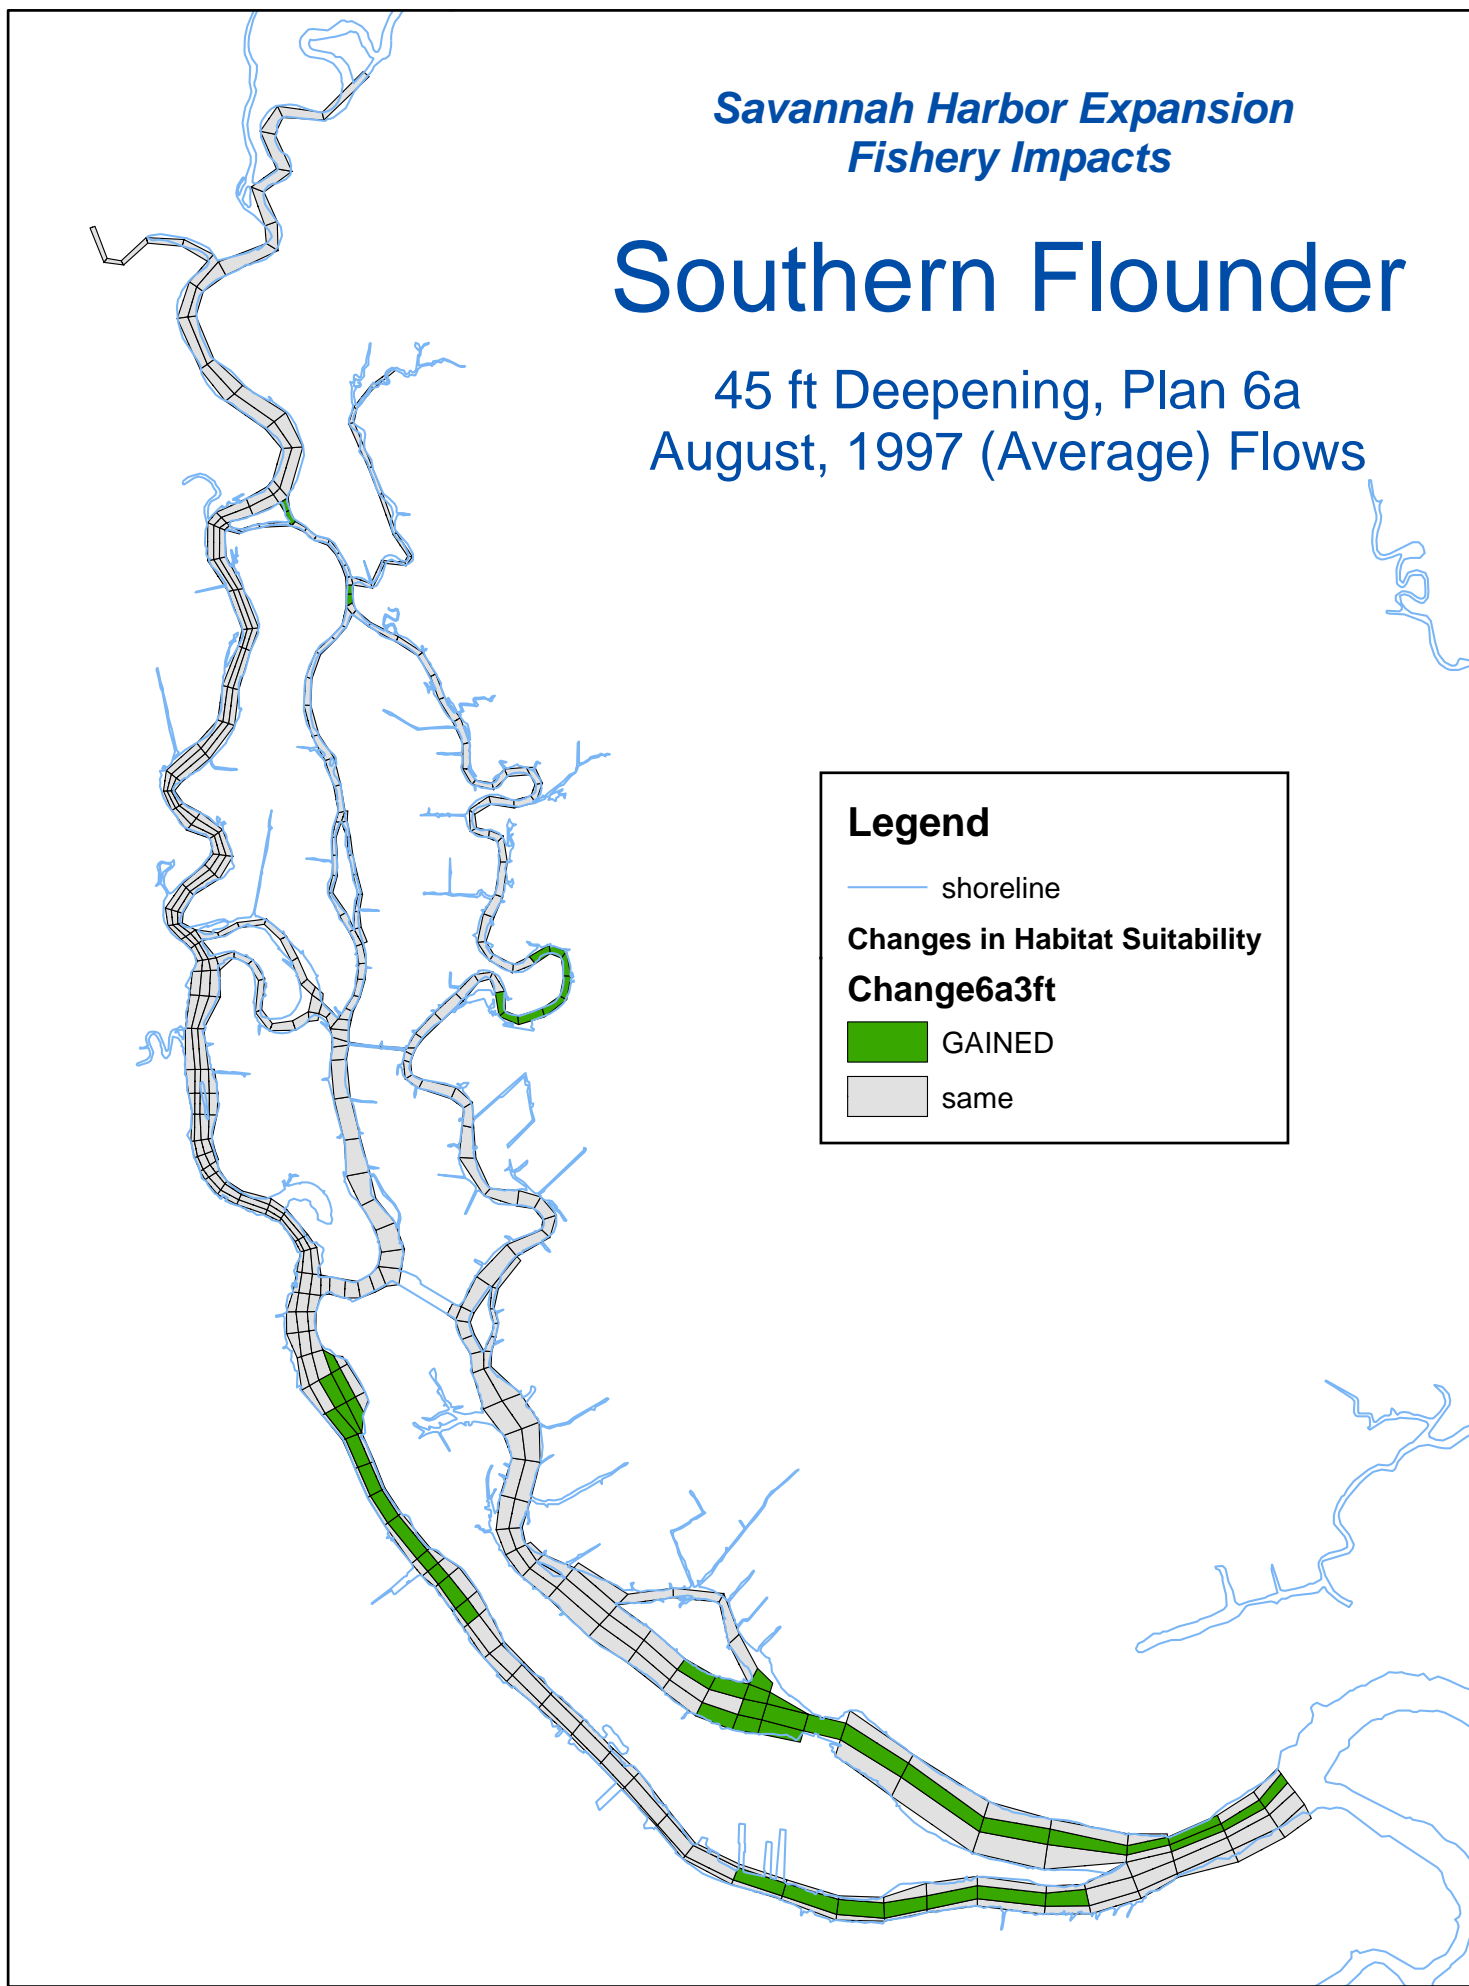 Savannah Harbor Expansion
Fishery Impacts
Southern Flounder
45 ft Deepening, Plan 6a
August, 1997 (Average) Flows
Legend
shoreline
Changes in Habitat Suitability
Change6a3ft
GAINED
same